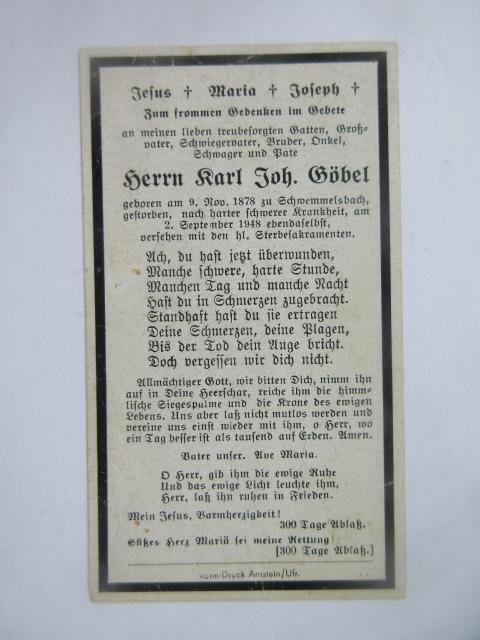 Jesus † Maria † Joseph †
Zum frommen Gedenken im Gebete
an meinen lieben treubesorgten Gatten, Groß-
vater, Schwiegervater, Bruder, Onkel,
Schwager und Pate
Herrn Karl Joh. Göbel
geboren am 9. Nov. 1878 zu Schwemmelsbach,
gestorben, nach harter schwerer Krankheit, am
2. September 1948 ebendaselbst,
versehen mit den hl. Sterbesakramenten.
Ach, du hast jetzt überwunden,
Manche schwere, harte Stunde,
Manchen Tag und manche Nacht
Hast du in Schmerzen zugebracht.
Standhaft hast du sie ertragen
Deine Schmerzen, deine Plagen,
Bis der Tod dein Auge bricht.
Doch vergessen wir dich nicht.
Allmächtiger Gott, wir bitten Dich, nimm ihn
auf in Deine Heerschar, reiche ihm die himm-
lische Siegespalme und die Krone des ewigen
Lebens. Uns aber laß nicht mutlos werden und
vereine uns einst wieder mit ihm, o Herr, wo
ein Tag besser ist als tausend auf Erden. Amen.
Vater unser. Ave Maria.
O Herr, gib ihm die ewige Ruhe
Und das ewige Licht leuchte ihm,
Herr, laß ihn ruhen in Frieden.
Mein Jesus, Barmherzigkeit!
300 Tage Ablaß.
Süßes Herz Mariä sei meine Rettung!
[300 Tage Ablaß.]
Arnstein/Ufr.